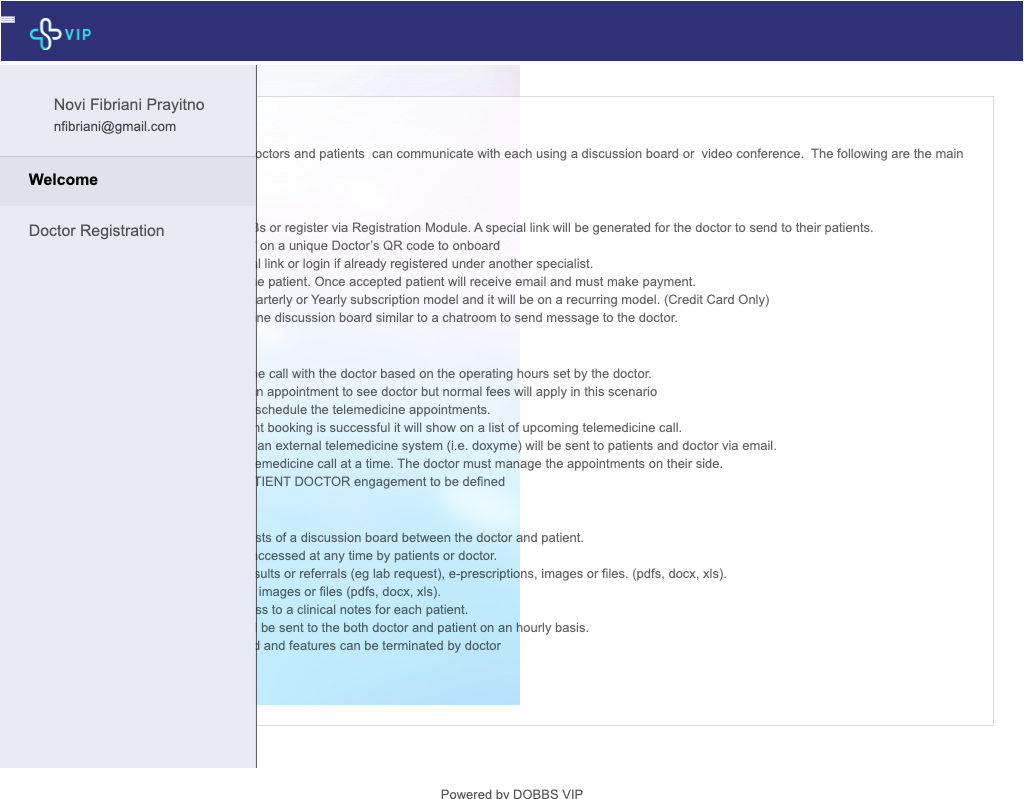 VIP
Novi Fibriani Prayitno
nfibriani@gmail.com
Welcome
Doctor Registration
and patients  can communicate with each using a discussion board or  video conference.  The following are the main
or register via Registration Module. A special link will be generated for the doctor to send to their patients.
on a unique Doctor’s QR code to onboard
link or login if already registered under another specialist.
patient. Once accepted patient will receive email and must make payment.
or Yearly subscription model and it will be on a recurring model. (Credit Card Only)
discussion board similar to a chatroom to send message to the doctor.
call with the doctor based on the operating hours set by the doctor.
appointment to see doctor but normal fees will apply in this scenario
schedule the telemedicine appointments.
booking is successful it will show on a list of upcoming telemedicine call.
an external telemedicine system (i.e. doxyme) will be sent to patients and doctor via email.
call at a time. The doctor must manage the appointments on their side.
DOCTOR engagement to be defined
of a discussion board between the doctor and patient.
at any time by patients or doctor.
or referrals (eg lab request), e-prescriptions, images or files. (pdfs, docx, xls).
images or files (pdfs, docx, xls).
to a clinical notes for each patient.
be sent to the both doctor and patient on an hourly basis.
and features can be terminated by doctor
Powered by DOBBS VIP